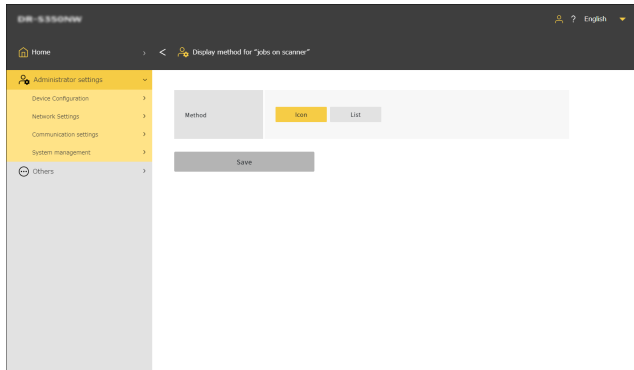 DR-S350NW
? English
Home
Display method for "jobs on scanner"
Administrator settings
Device Configuration
Network Settings
Communication settings
System management
Others
Method
Icon
List
Save